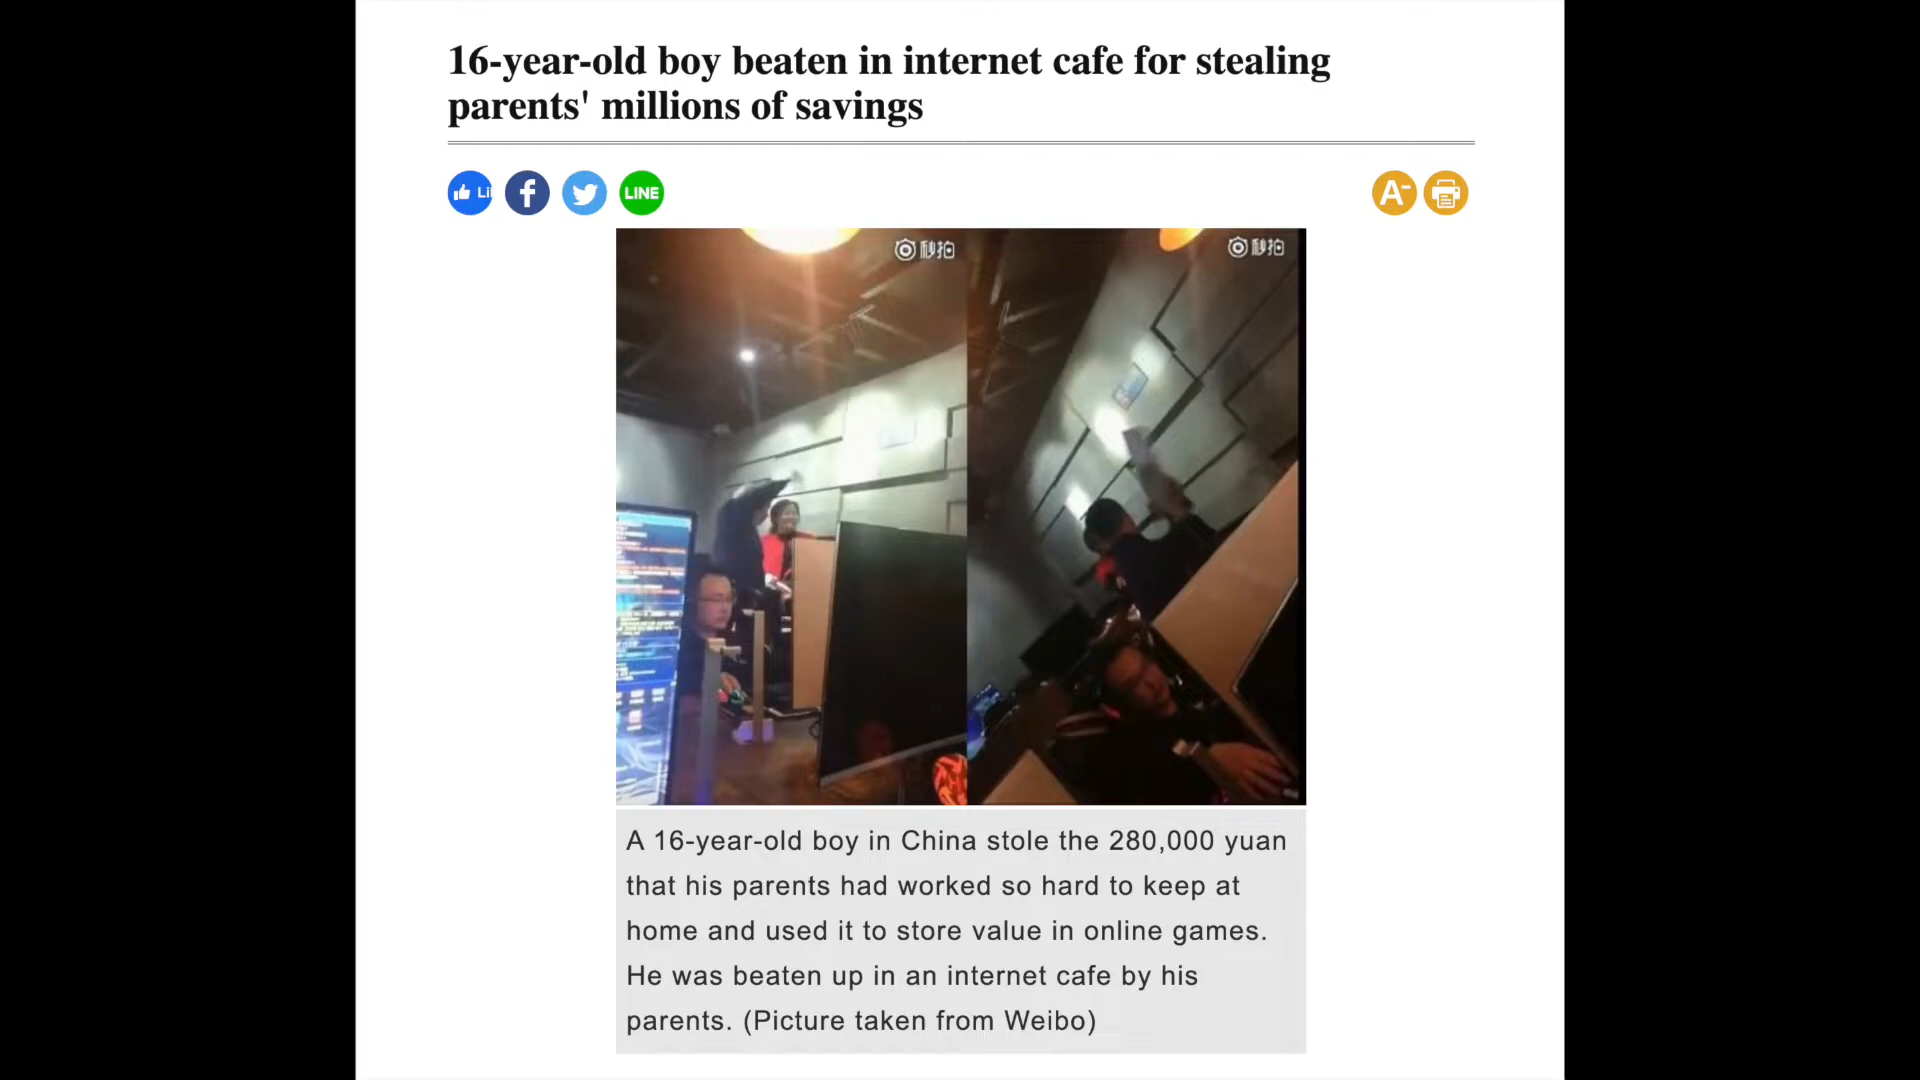 16-year-old boy beaten in internet cafe for stealing
parents' millions of savings
Li
LINE
A-
秒拍
秒拍
A 16-year-old boy in China stole the 280,000 yuan
that his parents had worked so hard to keep at
home and used it to store value in online games.
He was beaten up in an internet cafe by his
parents. (Picture taken from Weibo)